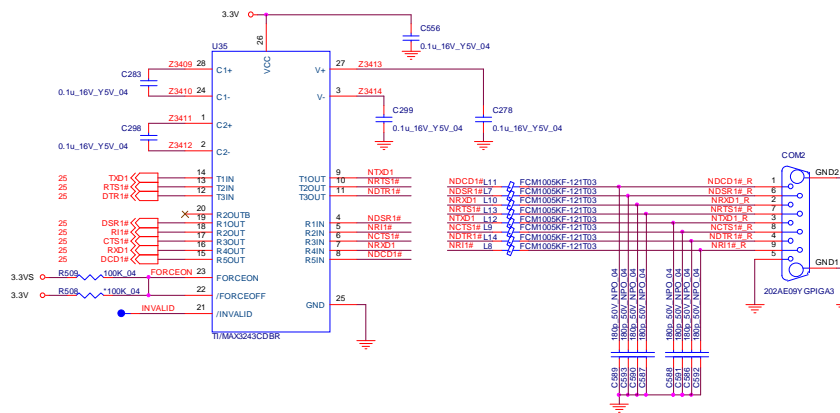 3.3V
C556
0.1u_16V_Y5V_04
U35
26
VCC
C283
0.1u_16V_Y5V_04
Z3409 28 C1+
Z3410 24 C1-
Z3411 1 C2+
Z3412 2 C2-
C298
0.1u_16V_Y5V_04
V+ 27 Z3413
V- 3 Z3414
C299
0.1u_16V_Y5V_04
C278
0.1u_16V_Y5V_04
25 TXD1 14 T1IN
25 RTS1# 13 T2IN
25 DTR1# 12 T3IN
T1OUT 9 NTXD1
T2OUT 10 NRTS1#
T3OUT 11 NDTR1#
20 R2OUTB
25 DSR1# 19 R1OUT
25 RI1# 18 R2OUT
25 CTS1# 17 R3OUT
25 RXD1 16 R4OUT
25 DCD1# 15 R5OUT
R1IN 4 NDSR1#
R2IN 5 NRI1#
R3IN 6 NCTS1#
R4IN 7 NRXD1
R5IN 8 NDCD1#
3.3VS R509 100K_04 FORCEON 23 FORCEON
3.3V R508 *100K_04 22 /FORCEOFF
INVALID 21 /INVALID
GND 25
TI/MAX3243CDBR
NDCD1# L11 FCM1005KF-121T03 NDCD1#_R 1
NDSR1# L7 FCM1005KF-121T03 NDSR1#_R 6
NRXD1 L10 FCM1005KF-121T03 NRXD1_R 2
NRTS1# L13 FCM1005KF-121T03 NRTS1#_R 7
NTXD1 L12 FCM1005KF-121T03 NTXD1_R 3
NCTS1# L9 FCM1005KF-121T03 NCTS1#_R 8
NDTR1# L14 FCM1005KF-121T03 NDTR1#_R 4
NRI1# L8 FCM1005KF-121T03 NRI1#_R 9
5
COM2
GND2
GND1
202AE09YGPIGA3
C589 180p_50V_NPO_04
C593 180p_50V_NPO_04
C590 180p_50V_NPO_04
C587 180p_50V_NPO_04
C588 180p_50V_NPO_04
C591 180p_50V_NPO_04
C586 180p_50V_NPO_04
C592 180p_50V_NPO_04